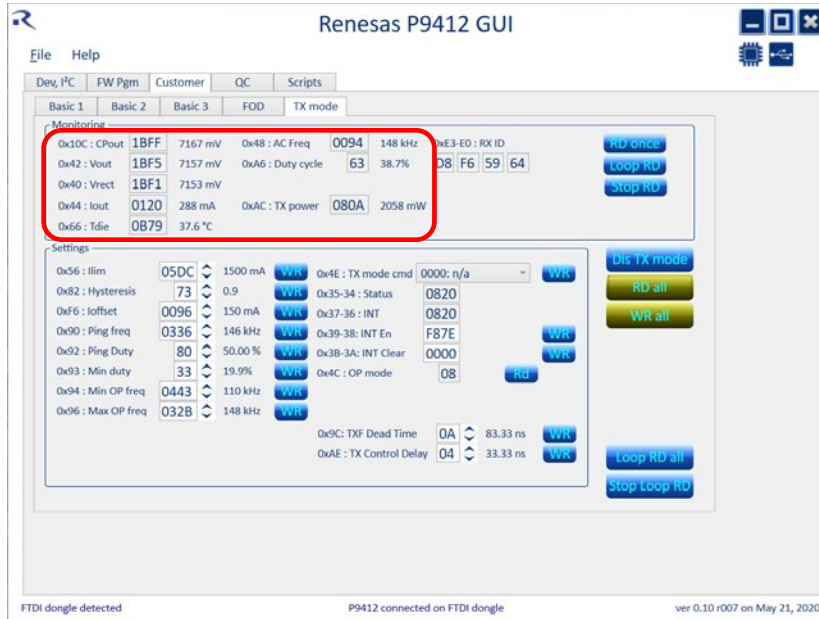 Renesas P9412 GUI
File Help
Dev, I²C FW Pgm Customer QC Scripts
Basic 1 Basic 2 Basic 3 FOD TX mode
Monitoring
0x10C : CPout 1BFF 7167 mV 0x48 : AC Freq 0094 148 kHz 0xE3-E0 : RX ID RD once
0x42 : Vout 1BF5 7157 mV 0xA6 : Duty cycle 63 38.7% D8 F6 59 64 Loop RD
0x40 : Vrect 1BF1 7153 mV Stop RD
0x44 : Iout 0120 288 mA 0xAC : TX power 080A 2058 mW
0x66 : Tdie 0B79 37.6 °C
Settings
Dis TX mode
0x56 : Ilim 05DC 1500 mA WR 0x4E : TX mode cmd 0000: n/a WR
0x82 : Hysteresis 73 0.9 WR 0x35-34 : Status 0820 RD all
0xF6 : Ioffset 0096 150 mA WR 0x37-36 : INT 0820 WR all
0x90 : Ping freq 0336 146 kHz WR 0x39-38: INT En F87E WR
0x92 : Ping Duty 80 50.00 % WR 0x3B-3A: INT Clear 0000 WR
0x93 : Min duty 33 19.9% WR 0x4C : OP mode 08 Rd
0x94 : Min OP freq 0443 110 kHz WR
0x96 : Max OP freq 032B 148 kHz WR
0x9C: TXF Dead Time 0A 83.33 ns WR
0xAE : TX Control Delay 04 33.33 ns WR Loop RD all
Stop Loop RD
FTDI dongle detected P9412 connected on FTDI dongle ver 0.10 r007 on May 21, 2020